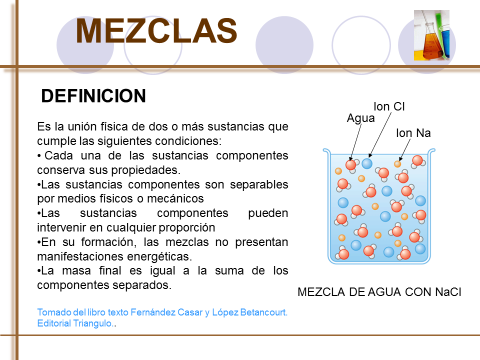 MEZCLAS
DEFINICION
Es la unión física de dos o más sustancias que
cumple las siguientes condiciones:
• Cada una de las sustancias componentes
conserva sus propiedades.
•Las sustancias componentes son separables
por medios físicos o mecánicos
•Las sustancias componentes pueden
intervenir en cualquier proporción
•En su formación, las mezclas no presentan
manifestaciones energéticas.
•La masa final es igual a la suma de los
componentes separados.
Tomado del libro texto Fernández Casar y López Betancourt.
Editorial Triangulo.,
Ion Cl
Agua
Ion Na
MEZCLA DE AGUA CON NaCl